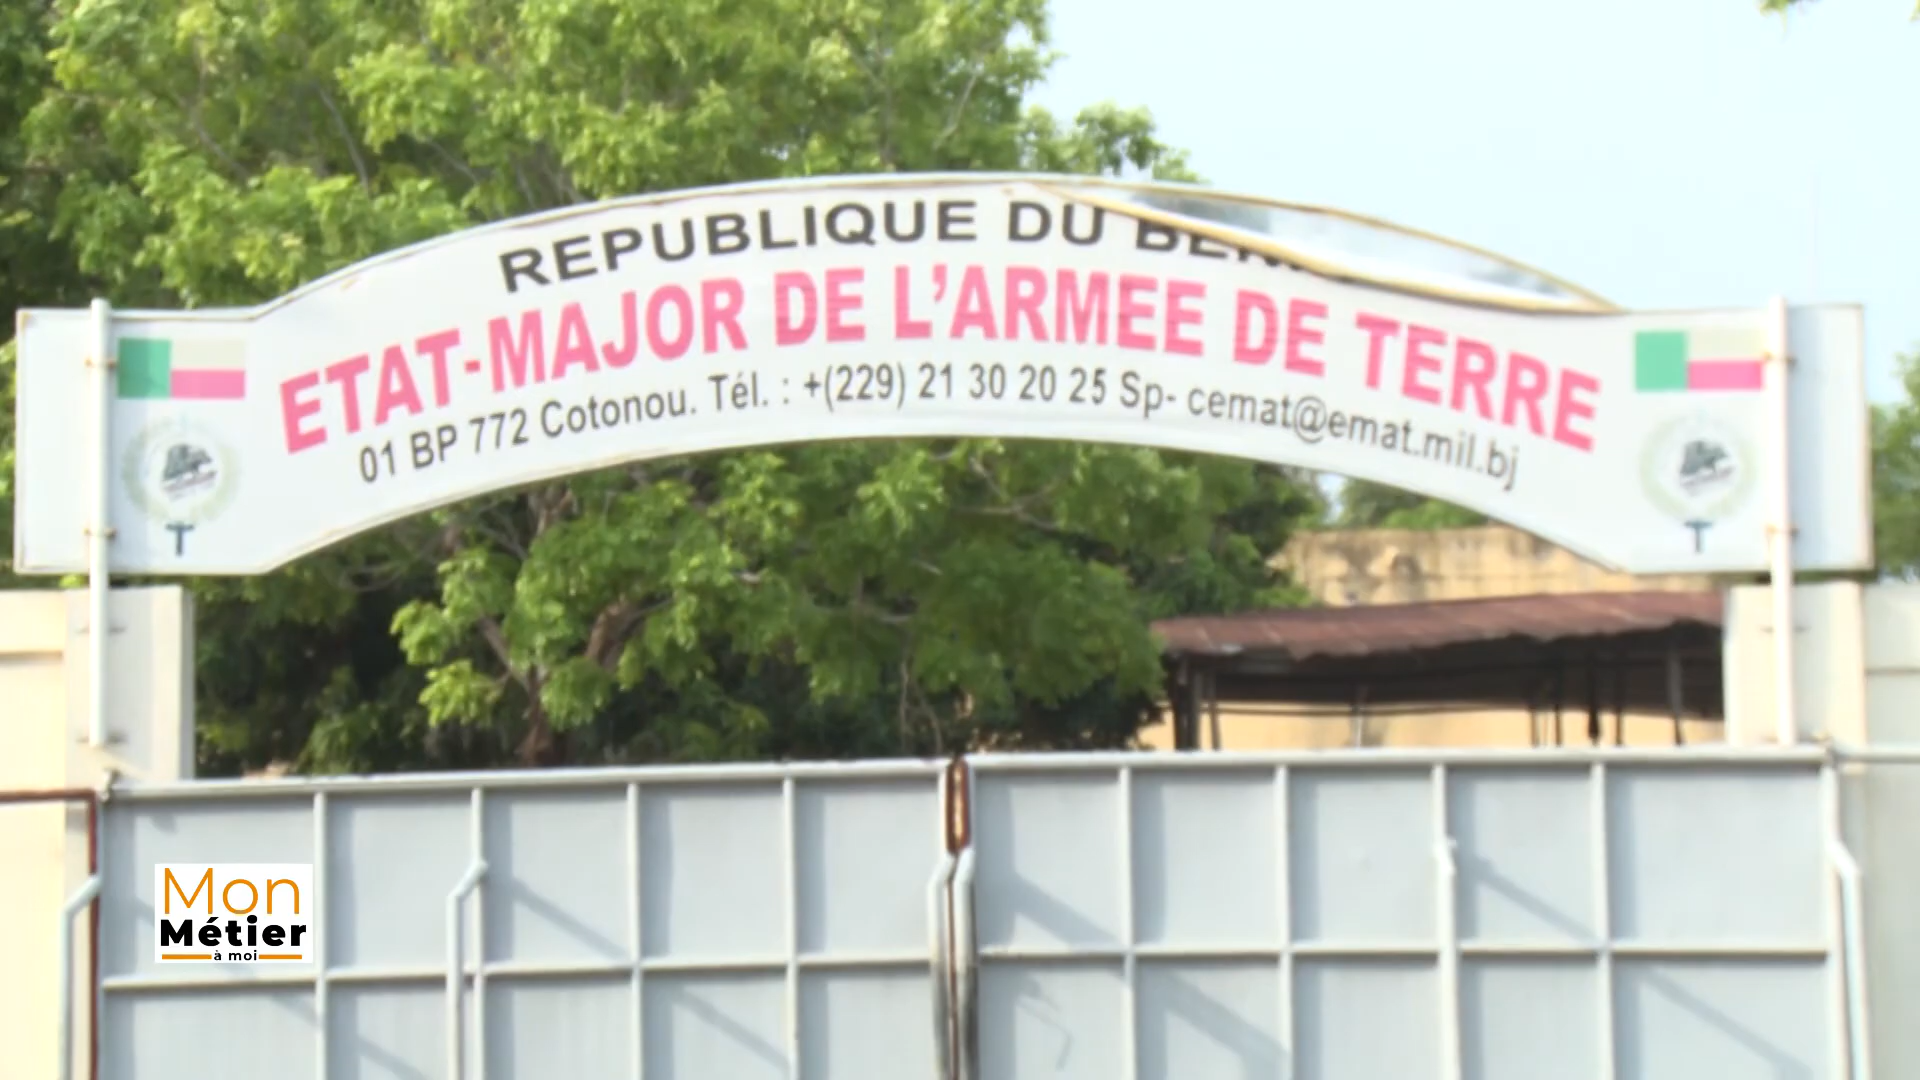 REPUBLIQUE DU
ETAT-MAJOR DE L'ARMEE DE TERRE
01 BP 772 Cotonou. Tél. : +(229) 21 30 20 25 Sp- cemat@emat.mil.bj
Mon
Métier
à moi